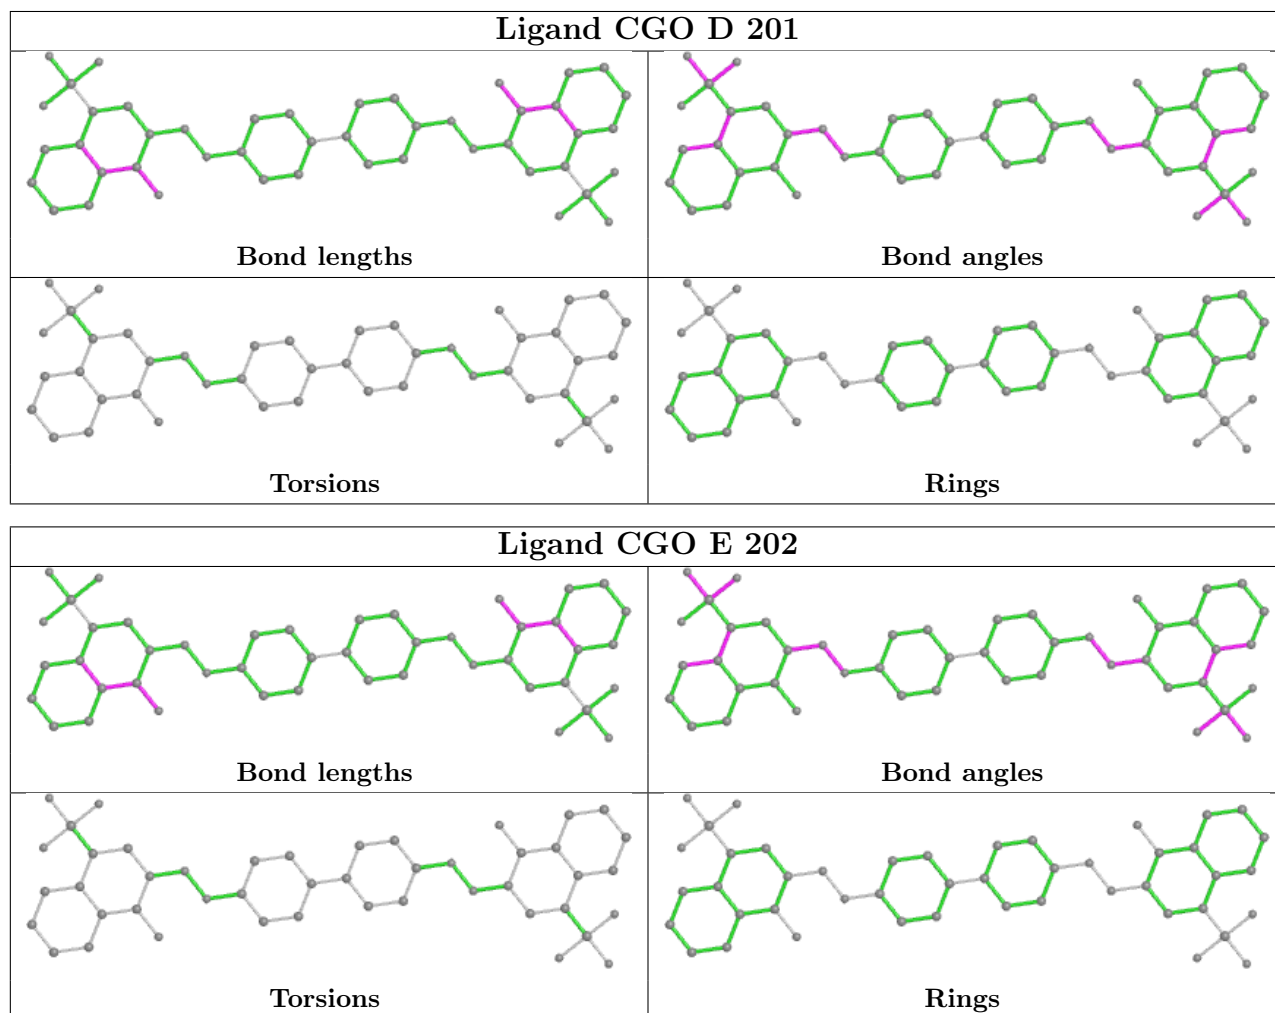 Ligand CGO D 201
Bond lengths
Bond angles
Torsions
Rings
Ligand CGO E 202
Bond lengths
Bond angles
Torsions
Rings